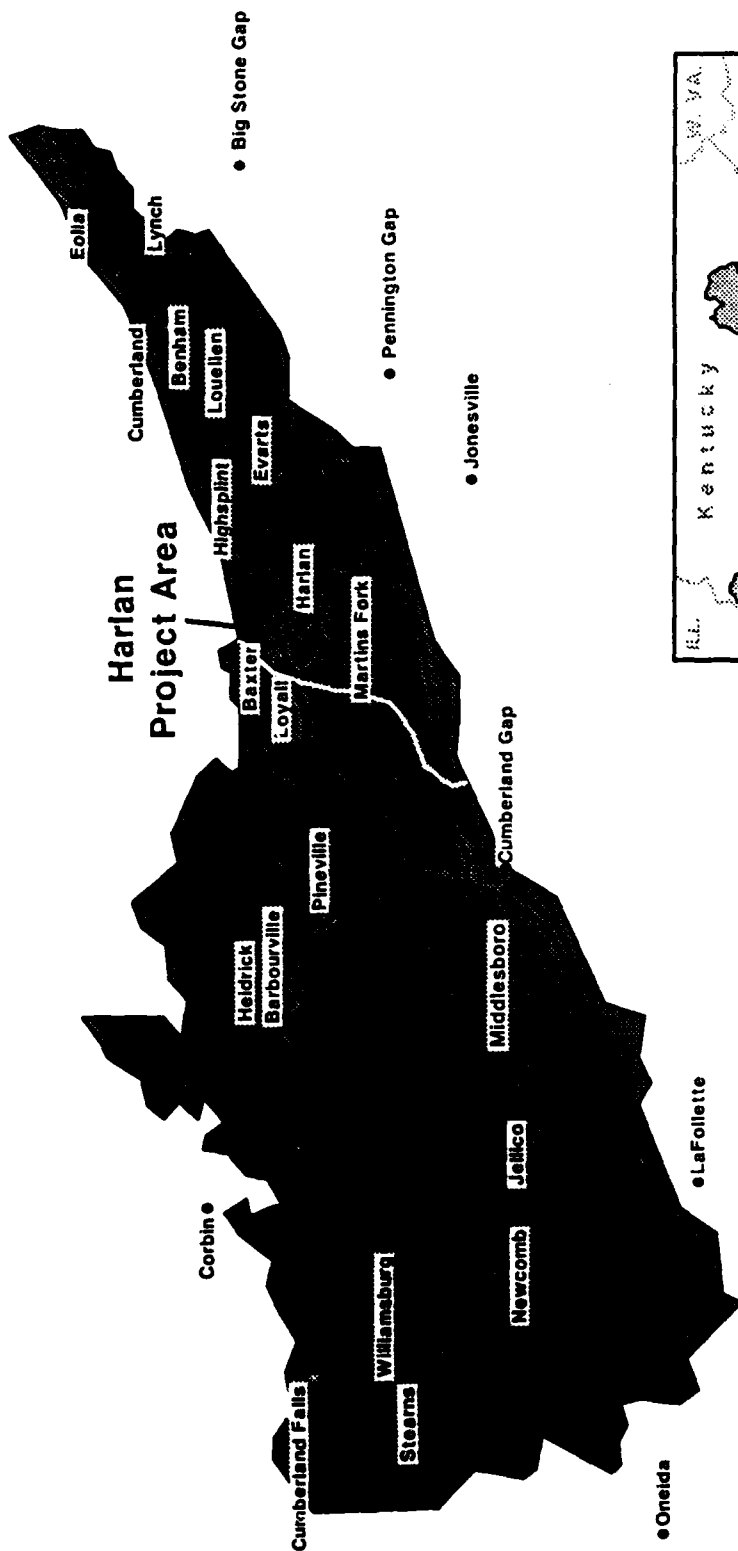 Harlan
Project Area
Eolia
Lynch
Big Stone Gap
Cumberland
Benham
Louellen
Pennington Gap
Highsplint
Evarts
Jonesville
Harlan
Baxter
Loyall
Martins Fork
Cumberland Gap
Pineville
Heidrick
Barbourville
Middlesboro
Corbin
Jellico
LaFollette
Williamsburg
Newcomb
Cumberland Falls
Stearns
Oneida
ILL.
Kentucky
W. VA.